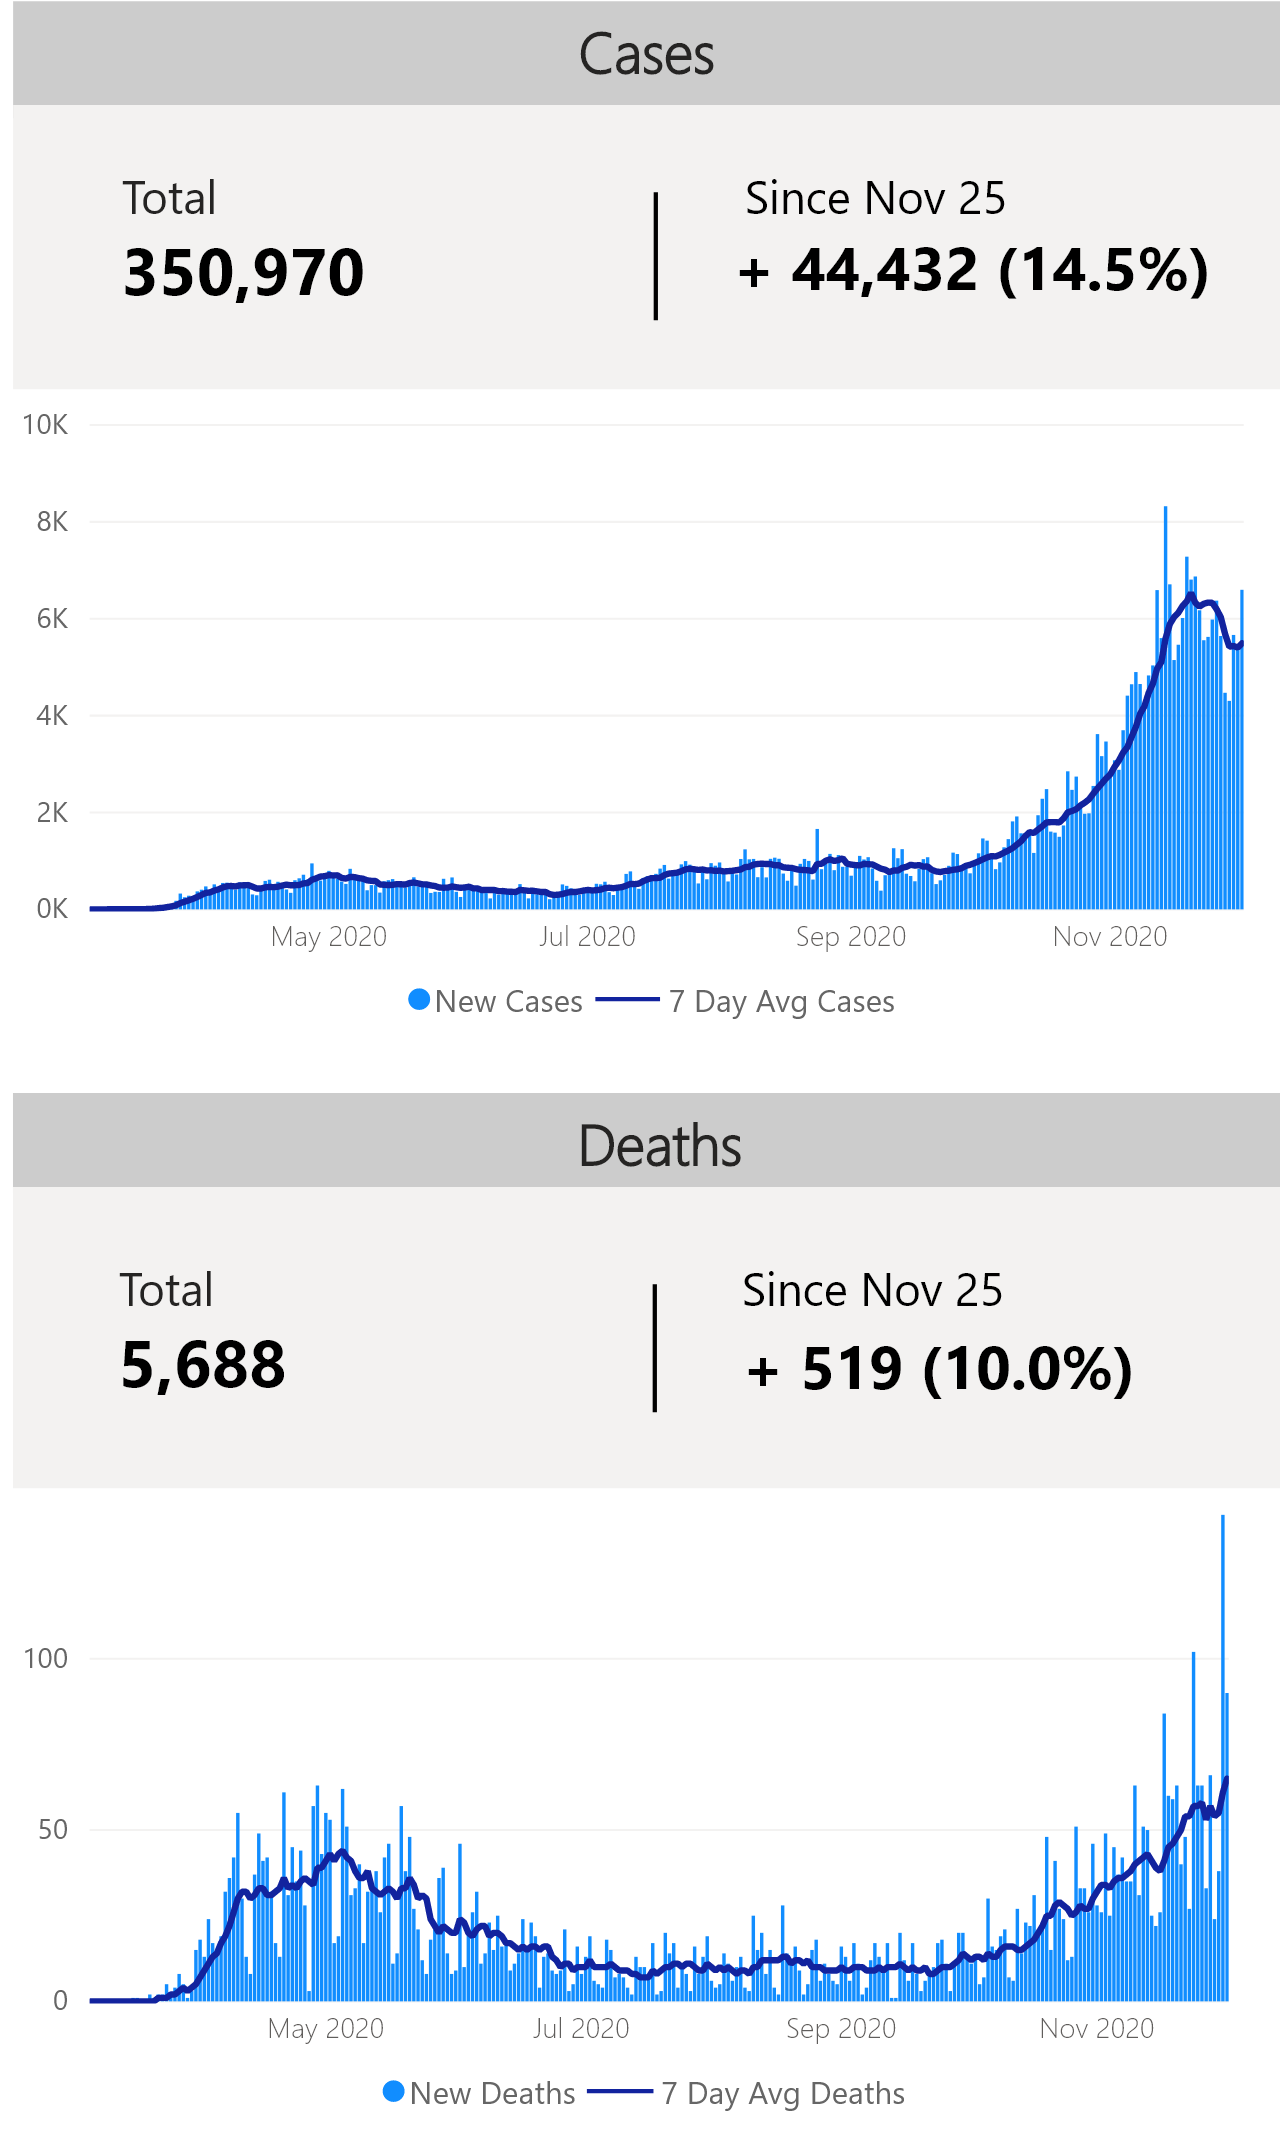 Cases
Total
350,970
Since Nov 25
+ 44,432 (14.5%)
10K
8K
6K
4K
2K
0K
May 2020 Jul 2020 Sep 2020 Nov 2020
New Cases 7 Day Avg Cases
Deaths
Total
5,688
Since Nov 25
+ 519 (10.0%)
100
50
0
May 2020 Jul 2020 Sep 2020 Nov 2020
New Deaths 7 Day Avg Deaths